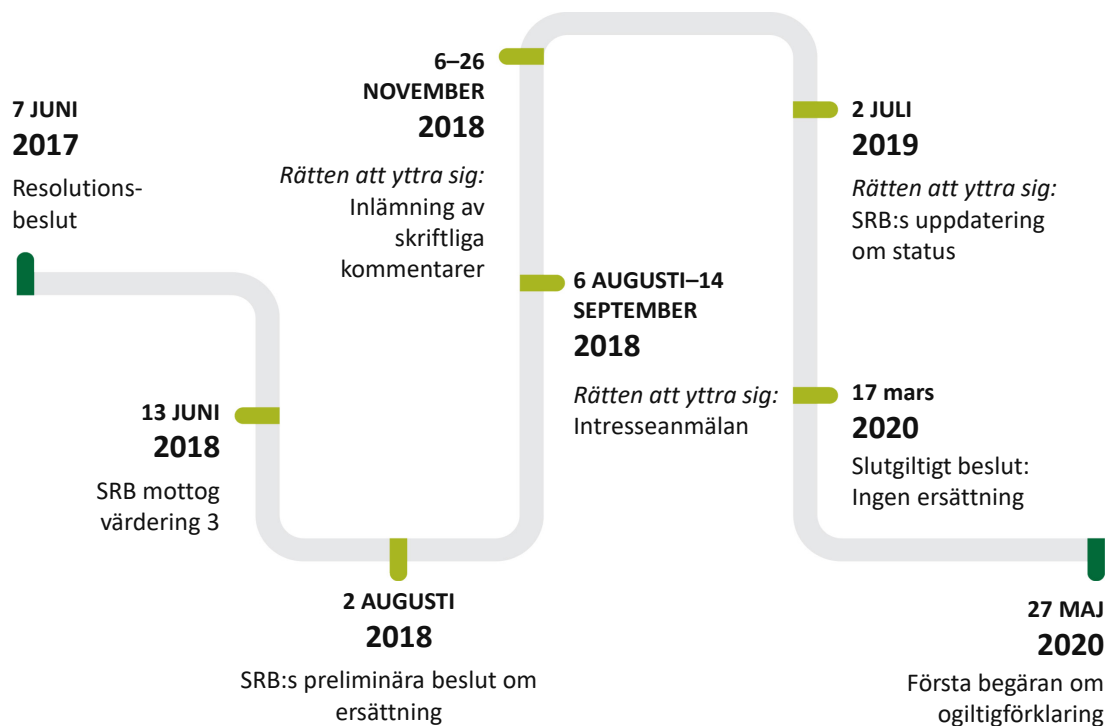 7 JUNI
2017
Resolutions-
beslut
13 JUNI
2018
SRB mottog
värdering 3
2 AUGUSTI
2018
SRB:s preliminära beslut om
ersättning
6 AUGUSTI–14
SEPTEMBER
2018
Rätten att yttra sig:
Intresseanmälan
6–26
NOVEMBER
2018
Rätten att yttra sig:
Inlämning av
skriftliga
kommentarer
2 JULI
2019
Rätten att yttra sig:
SRB:s uppdatering
om status
17 mars
2020
Slutgiltigt beslut:
Ingen ersättning
27 MAJ
2020
Första begäran om
ogiltigförklaring